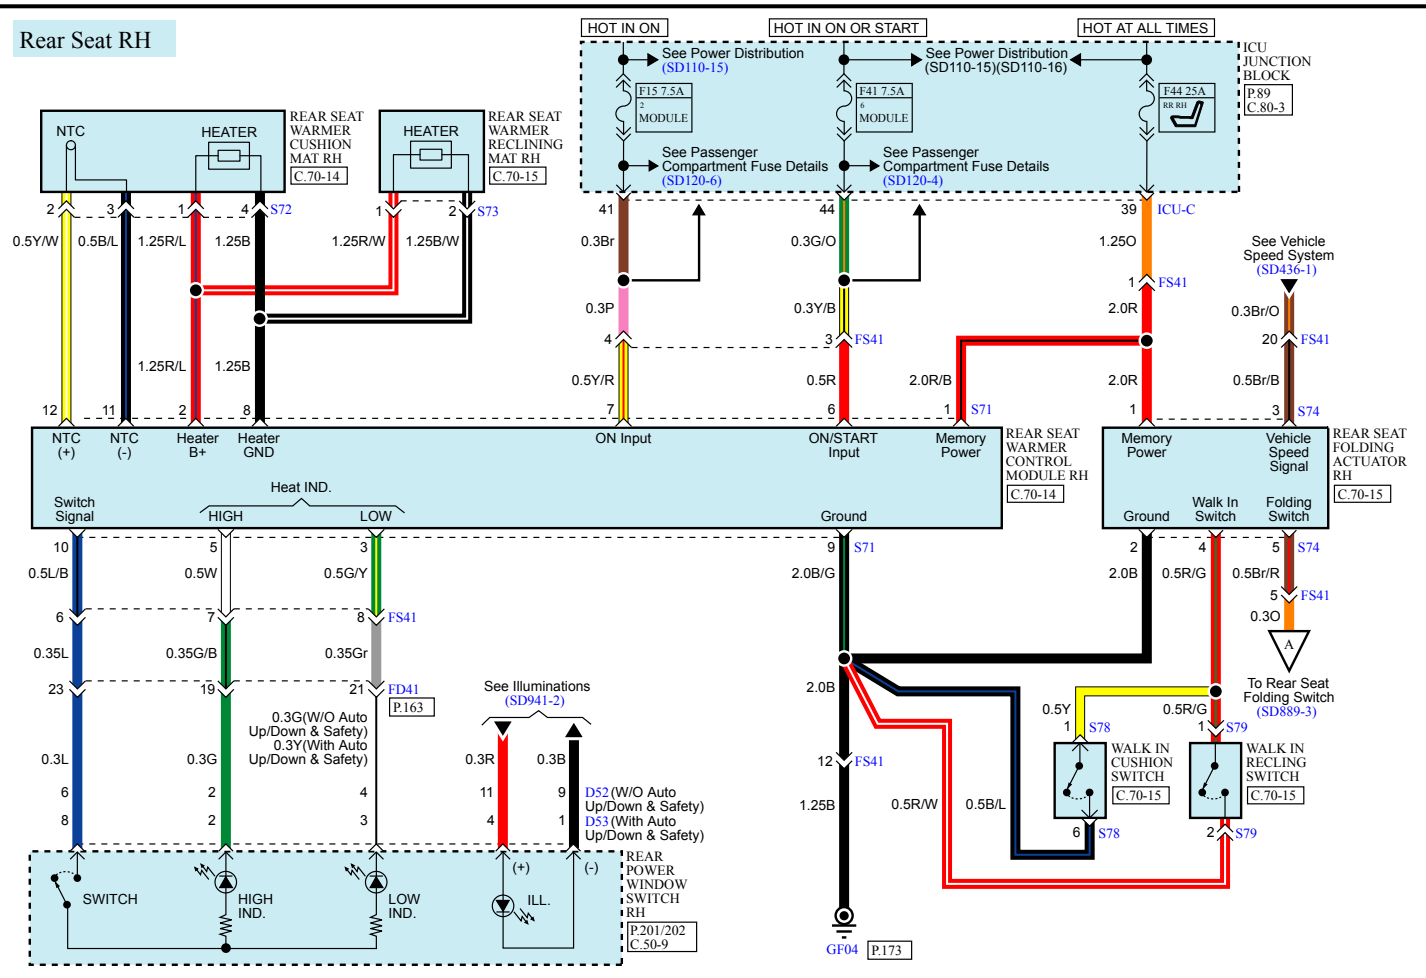 Rear Seat RH
HOT IN ON
HOT IN ON OR START
HOT AT ALL TIMES
See Power Distribution
(SD110-15)
See Power Distribution
(SD110-15)(SD110-16)
ICU
JUNCTION
BLOCK
P.89
C.80-3
F15 7.5A
2
MODULE
F41 7.5A
6
MODULE
F44 25A
RR RH
See Passenger
Compartment Fuse Details
(SD120-6)
See Passenger
Compartment Fuse Details
(SD120-4)
NTC
HEATER
REAR SEAT
WARMER
CUSHION
MAT RH
C.70-14
HEATER
REAR SEAT
WARMER
RECLINING
MAT RH
C.70-15
2
3
1
4
S72
1
2
S73
41
44
39
ICU-C
0.5Y/W
0.5B/L
1.25R/L
1.25B
1.25R/W
1.25B/W
0.3Br
0.3G/O
1.25O
See Vehicle
Speed System
(SD436-1)
1
FS41
0.3P
0.3Y/B
2.0R
0.3Br/O
4
3
FS41
20
FS41
1.25R/L
1.25B
0.5Y/R
0.5R
2.0R/B
2.0R
0.5Br/B
12
11
2
8
7
6
1
S71
1
3
S74
NTC
(+)
NTC
(-)
Heater
B+
Heater
GND
ON Input
ON/START
Input
Memory
Power
REAR SEAT
WARMER
CONTROL
MODULE RH
C.70-14
Memory
Power
Vehicle
Speed
Signal
REAR SEAT
FOLDING
ACTUATOR
RH
C.70-15
Switch
Signal
Heat IND.
HIGH
LOW
Ground
Ground
Walk In
Switch
Folding
Switch
10
5
3
9
S71
2
4
5
S74
0.5L/B
0.5W
0.5G/Y
2.0B/G
2.0B
0.5R/G
0.5Br/R
5
FS41
6
7
8
FS41
0.3O
A
0.35L
0.35G/B
0.35Gr
23
19
21
FD41
P.163
See Illuminations
(SD941-2)
2.0B
To Rear Seat
Folding Switch
(SD889-3)
0.5Y
0.5R/G
1
S78
1
S79
0.3G(W/O Auto
Up/Down & Safety)
0.3Y(With Auto
Up/Down & Safety)
0.3L
0.3G
0.3R
0.3B
12
FS41
WALK IN
CUSHION
SWITCH
C.70-15
WALK IN
RECLING
SWITCH
C.70-15
6
2
4
11
9
D52(W/O Auto
Up/Down & Safety)
8
2
3
4
1
D53(With Auto
Up/Down & Safety)
1.25B
0.5R/W
0.5B/L
6
S78
2
S79
SWITCH
HIGH
IND.
LOW
IND.
(+)
(-)
ILL.
REAR
POWER
WINDOW
SWITCH
RH
P.201/202
C.50-9
GF04
P.173